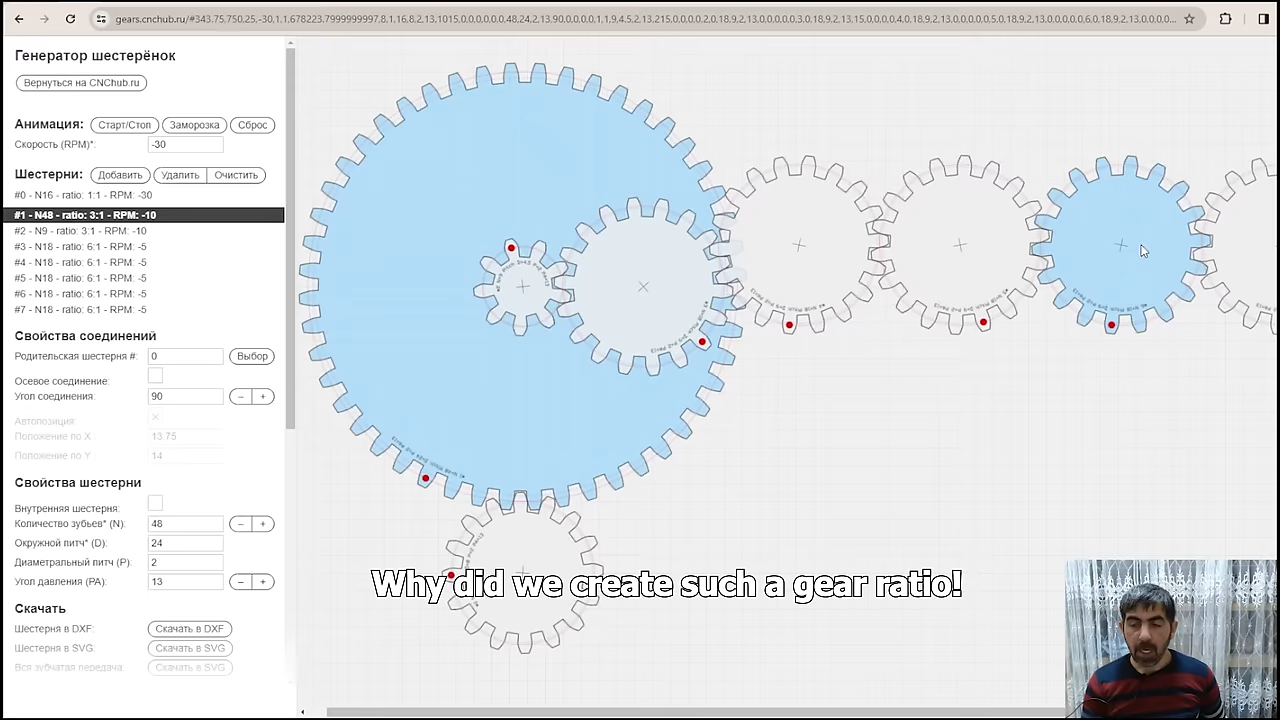 gears.cnchub.ru/#343.75,750,25,-30,1,1,678223.7999999997.8,1,16,8,2,13,1015,0,0,0,0,0,0,48,24,2,13,90,0,0,0,0,1,1,9,4.5,2,13,215,0,0,0,0,2,0,18,9,2,13,0,0,0,0,0,3,0,18,9,2,13,15,0,0,0,0,4,0,18,9,2,13,0,0,0,0,0,5,0,18,9,2,13,0,0,0,0,0,6,0,18,9,2,13,0,0,0...
Генератор шестерёнок
Вернуться на CNChub.ru
Анимация: Старт/Стоп Заморозка Сброс
Скорость (RPM)*: -30
Шестерни: Добавить Удалить Очистить
#0 - N16 - ratio: 1:1 - RPM: -30
#1 - N48 - ratio: 3:1 - RPM: -10
#2 - N9 - ratio: 3:1 - RPM: -10
#3 - N18 - ratio: 6:1 - RPM: -5
#4 - N18 - ratio: 6:1 - RPM: -5
#5 - N18 - ratio: 6:1 - RPM: -5
#6 - N18 - ratio: 6:1 - RPM: -5
#7 - N18 - ratio: 6:1 - RPM: -5
Свойства соединений
Родительская шестерня #: 0 Выбор
Осевое соединение:
Угол соединения: 90 – +
Автопозиция:
Положение по X 13.75
Положение по Y 14
Свойства шестерни
Внутренняя шестерня:
Количество зубьев* (N): 48 – +
Окружной питч* (D): 24
Диаметральный питч (P): 2
Угол давления (PA): 13 – +
Скачать
Шестерня в DXF: Скачать в DXF
Шестерня в SVG: Скачать в SVG
Вся зубчатая передача: Скачать в SVG
Why did we create such a gear ratio!